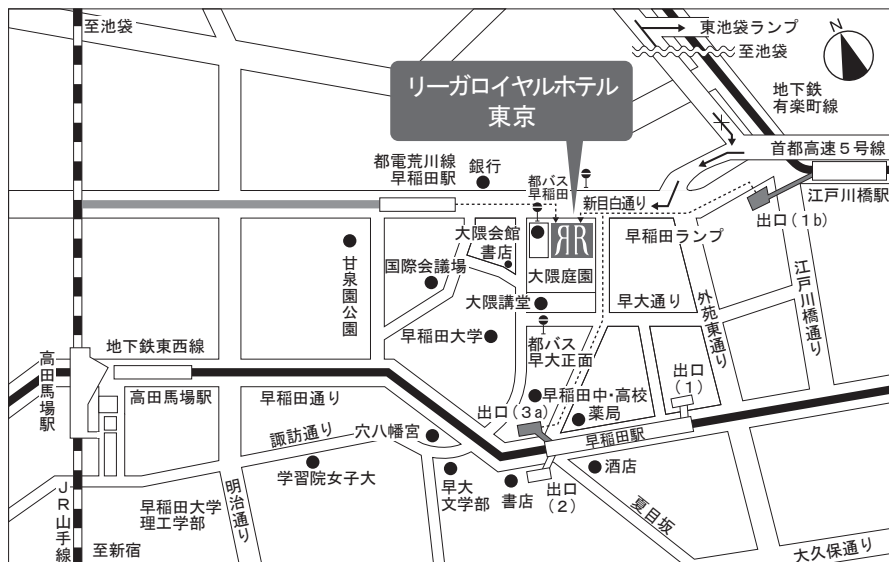 至池袋
東池袋ランプ
至池袋
N
リーガロイヤルホテル
東京
地下鉄
有楽町線
首都高速5号線
都電荒川線
早稲田駅
銀行
都バス
早稲田
新目白通り
江戸川橋駅
出口(1b)
早稲田ランプ
大隈会館
書店
RR
大隈庭園
国際会議場
甘泉園公園
大隈講堂
早大通り
外苑東通り
江戸川橋通り
早稲田大学
都バス
早大正面
地下鉄東西線
高田馬場駅
高田馬場駅
早稲田通り
出口
(1)
早稲田中・高校
薬局
出口(3a)
早稲田駅
諏訪通り
穴八幡宮
学習院女子大
早大
文学部
書店
出口
(2)
酒店
夏目坂
JR山手線
早稲田大学
理工学部
明治通り
至新宿
大久保通り